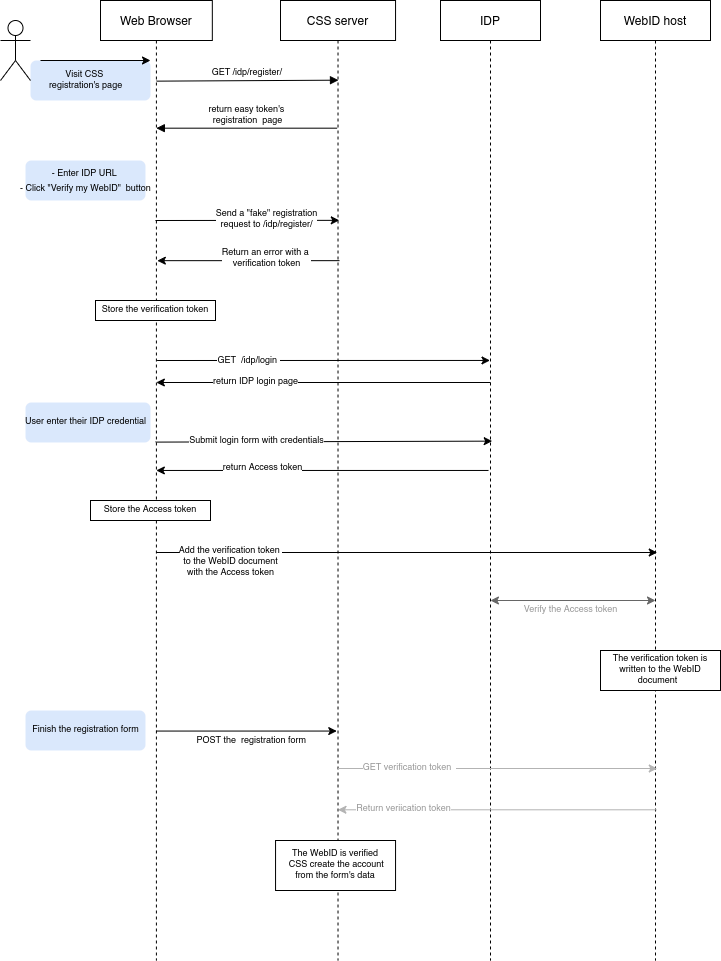 Web Browser
CSS server
IDP
WebID host
Visit CSS
registration's page
GET /idp/register/
return easy token's
registration page
- Enter IDP URL
- Click "Verify my WebID" button
Send a "fake" registration
request to /idp/register/
Return an error with a
verification token
Store the verification token
GET /idp/login
return IDP login page
User enter their IDP credential
Submit login form with credentials
return Access token
Store the Access token
Add the verification token
to the WebID document
with the Access token
Verify the Access token
The verification token is
written to the WebID
document
Finish the registration form
POST the registration form
GET verification token
Return veriication token
The WebID is verified
CSS create the account
from the form's data